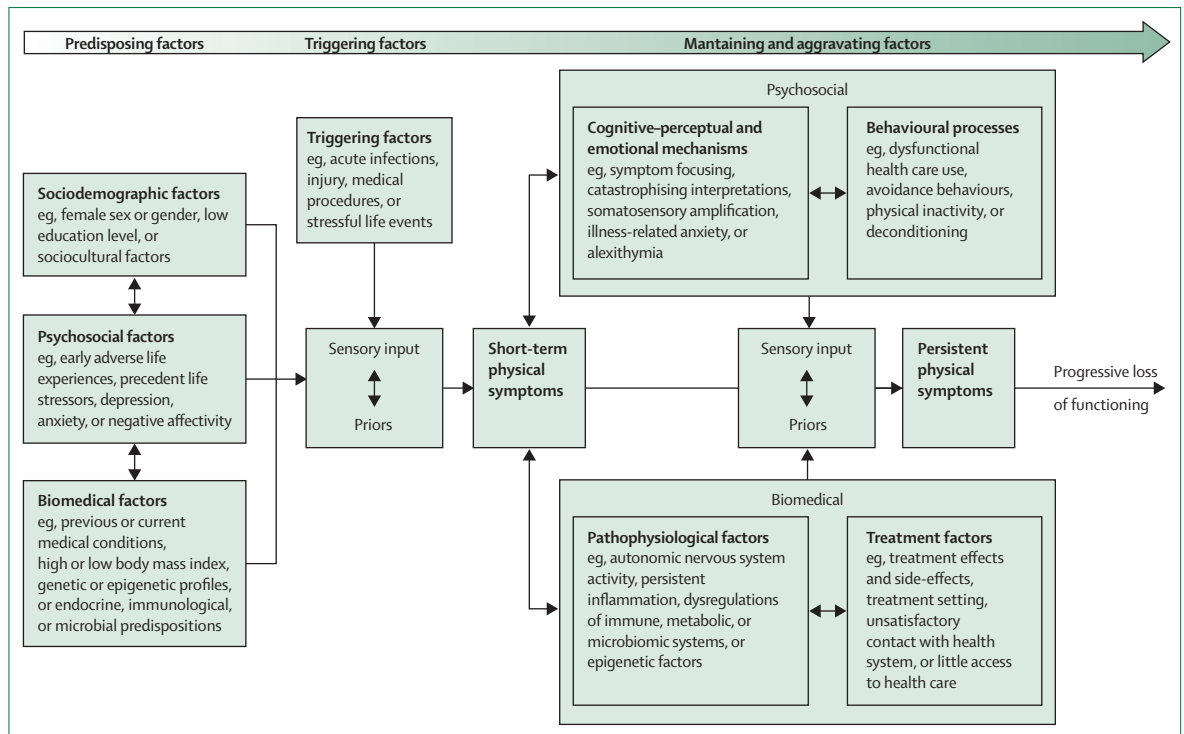 Predisposing factors
Triggering factors
Mantaining and aggravating factors
Sociodemographic factors
eg, female sex or gender, low
education level, or
sociocultural factors
Psychosocial factors
eg, early adverse life
experiences, precedent life
stressors, depression,
anxiety, or negative affectivity
Biomedical factors
eg, previous or current
medical conditions,
high or low body mass index,
genetic or epigenetic profiles,
or endocrine, immunological,
or microbial predispositions
Triggering factors
eg, acute infections,
injury, medical
procedures, or
stressful life events
Sensory input
Priors
Short-term
physical
symptoms
Psychosocial
Cognitive–perceptual and
emotional mechanisms
eg, symptom focusing,
catastrophising interpretations,
somatosensory amplification,
illness-related anxiety, or
alexithymia
Behavioural processes
eg, dysfunctional
health care use,
avoidance behaviours,
physical inactivity, or
deconditioning
Sensory input
Priors
Persistent
physical
symptoms
Progressive loss
of functioning
Biomedical
Pathophysiological factors
eg, autonomic nervous system
activity, persistent
inflammation, dysregulations
of immune, metabolic, or
microbiomic systems, or
epigenetic factors
Treatment factors
eg, treatment effects
and side-effects,
treatment setting,
unsatisfactory
contact with health
system, or little access
to health care